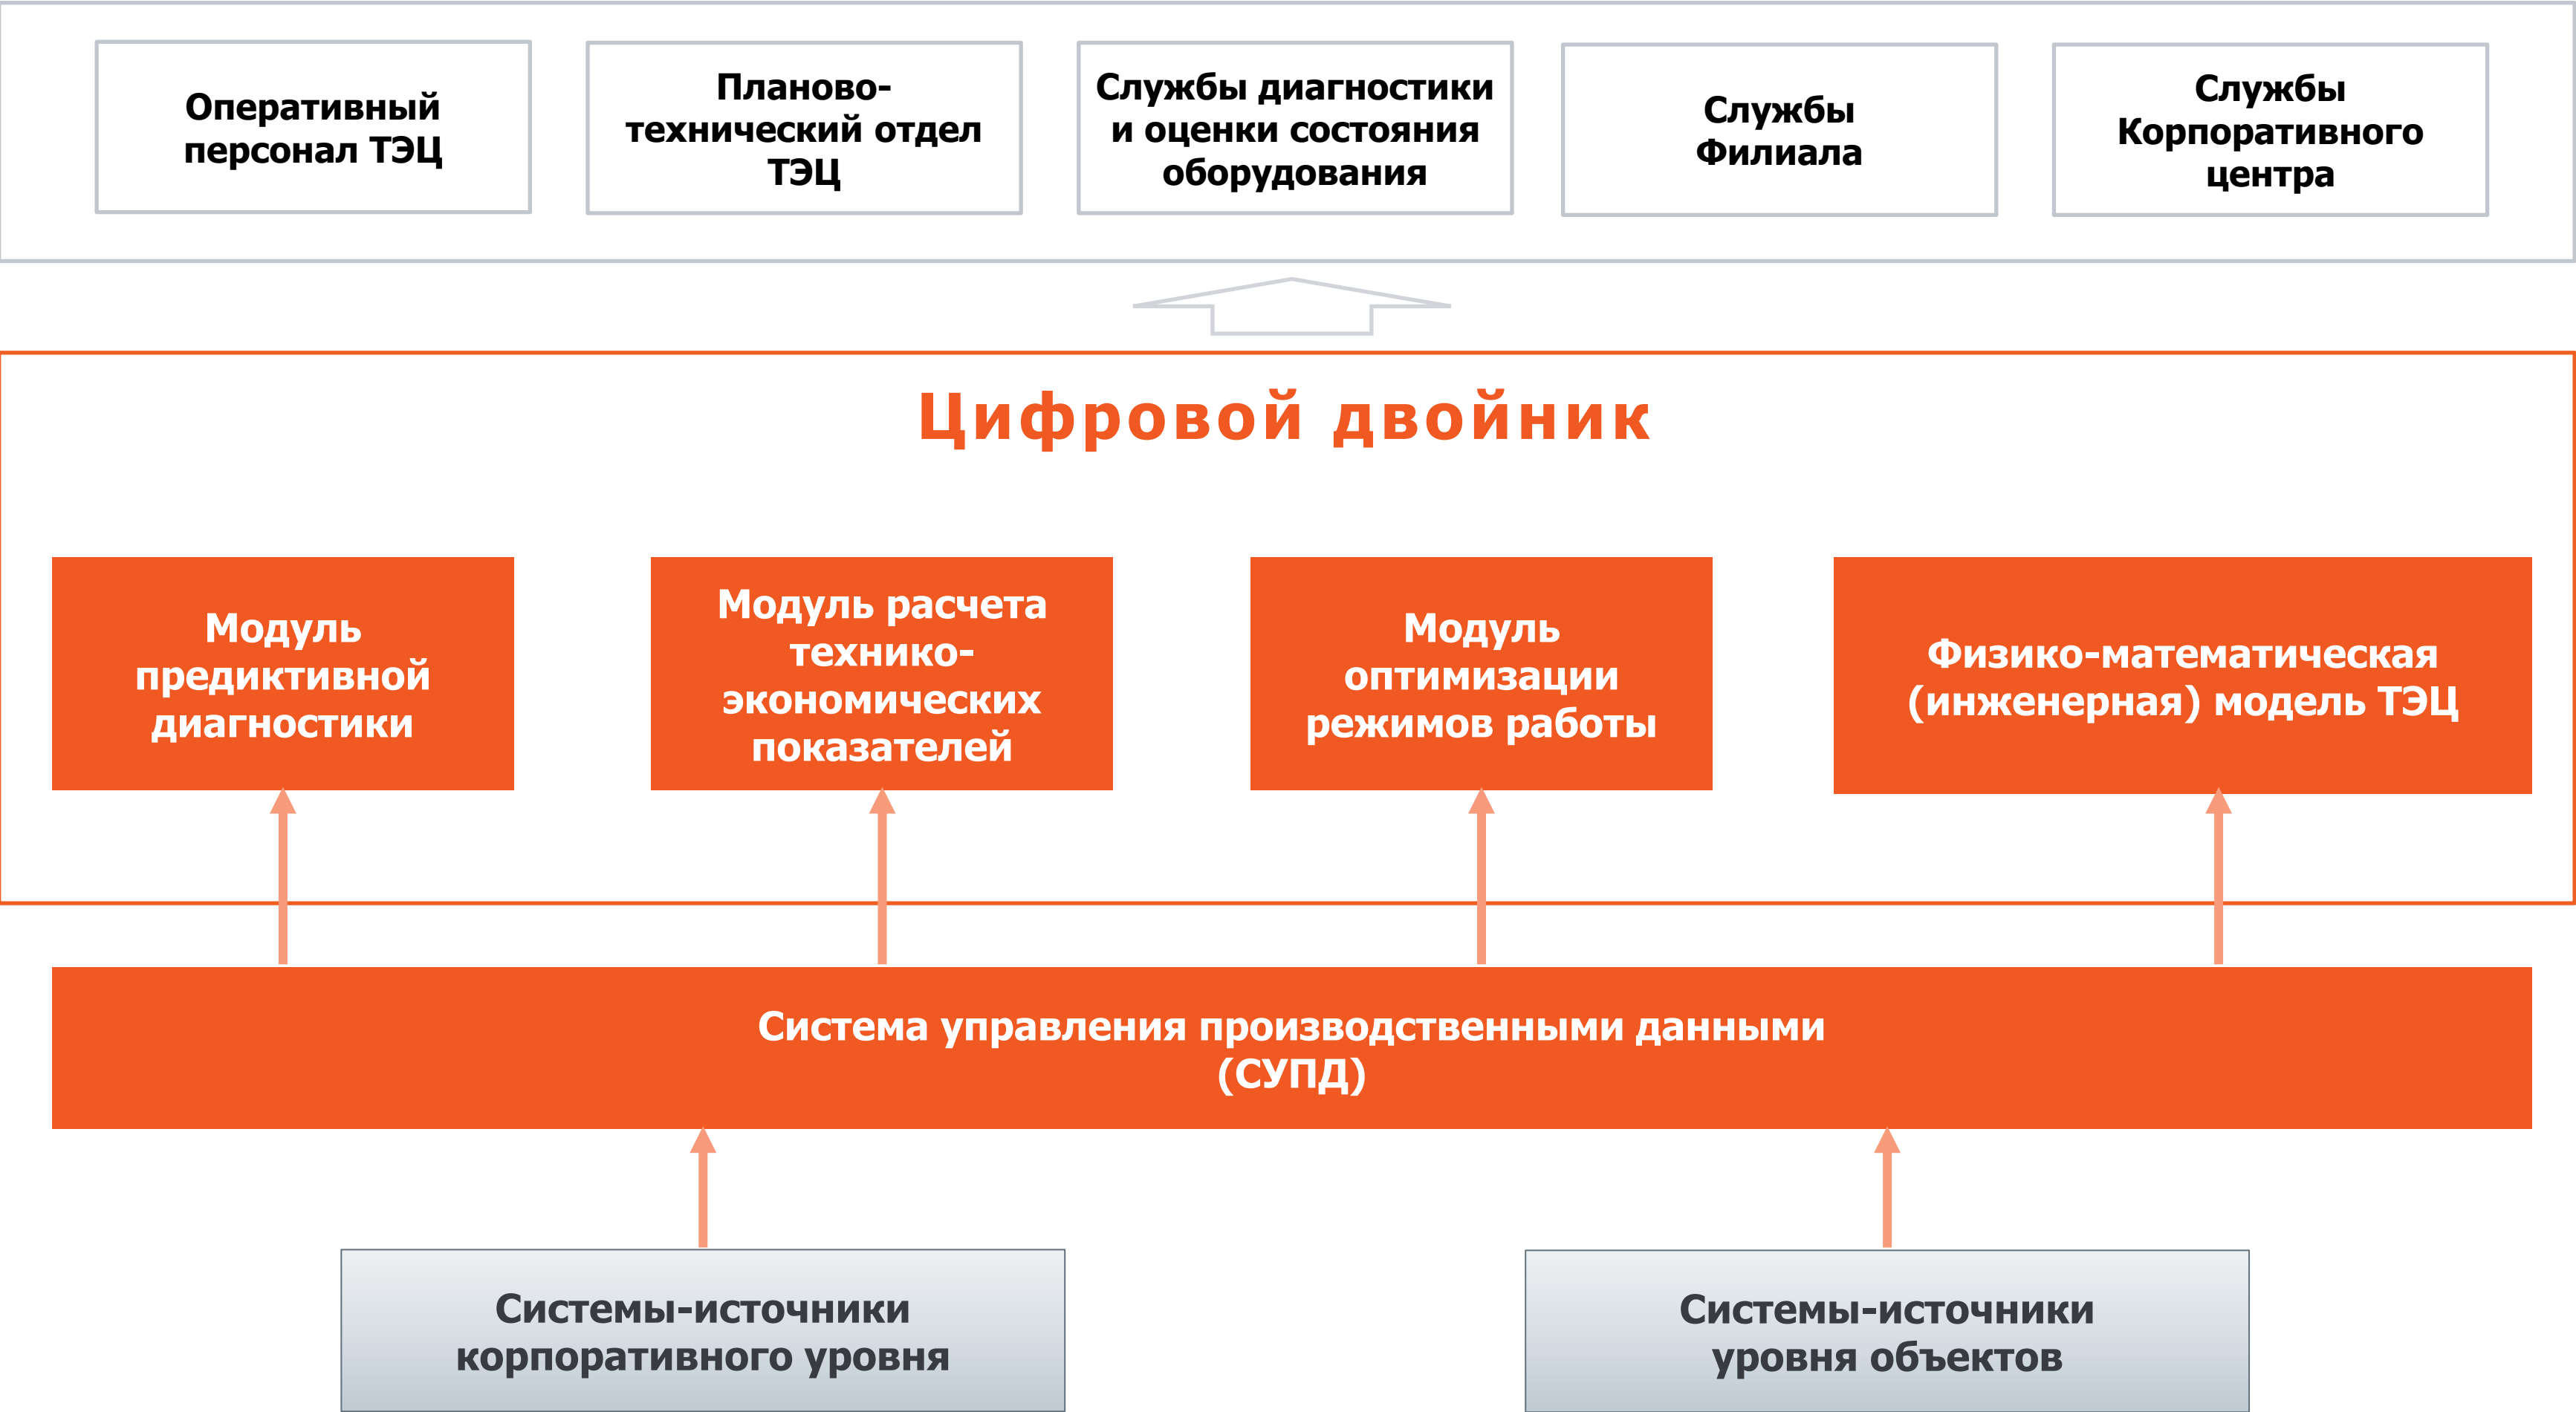 Оперативный
персонал ТЭЦ
Планово-
технический отдел
ТЭЦ
Службы диагностики
и оценки состояния
оборудования
Службы
Филиала
Службы
Корпоративного
центра
Цифровой двойник
Модуль
предиктивной
диагностики
Модуль расчета
технико-
экономических
показателей
Модуль
оптимизации
режимов работы
Физико-математическая
(инженерная) модель ТЭЦ
Система управления производственными данными
(СУПД)
Системы-источники
корпоративного уровня
Системы-источники
уровня объектов